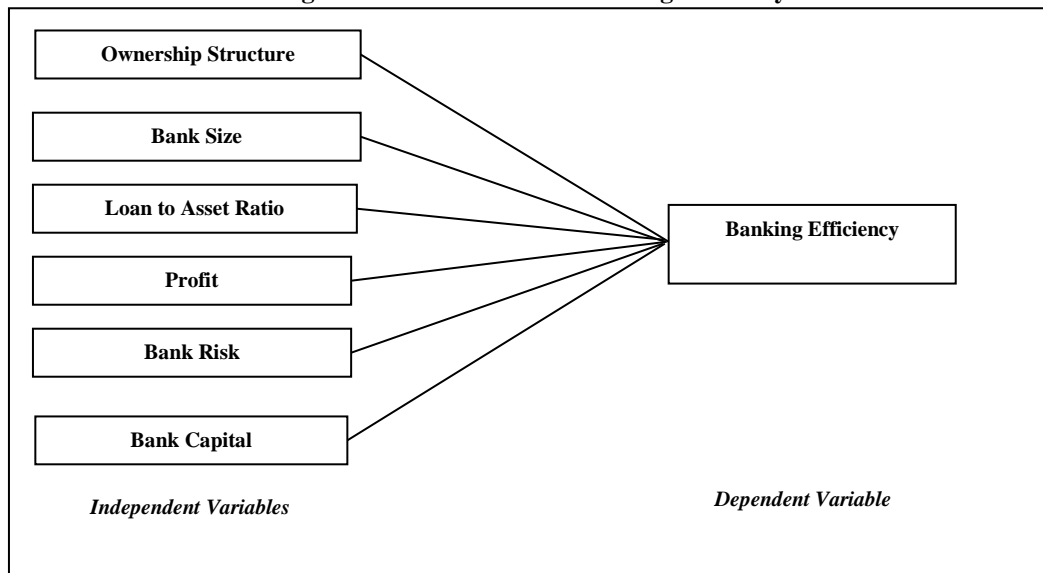 Ownership Structure
Bank Size
Loan to Asset Ratio
Profit
Bank Risk
Bank Capital
Banking Efficiency
Independent Variables
Dependent Variable